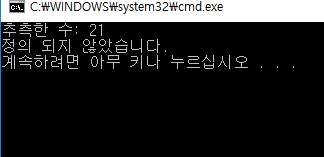 C:\WINDOWS\system32\cmd.exe
추측한 수: 21
정의 되지 않았습니다.
계속하려면 아무 키나 누르십시오 . . .